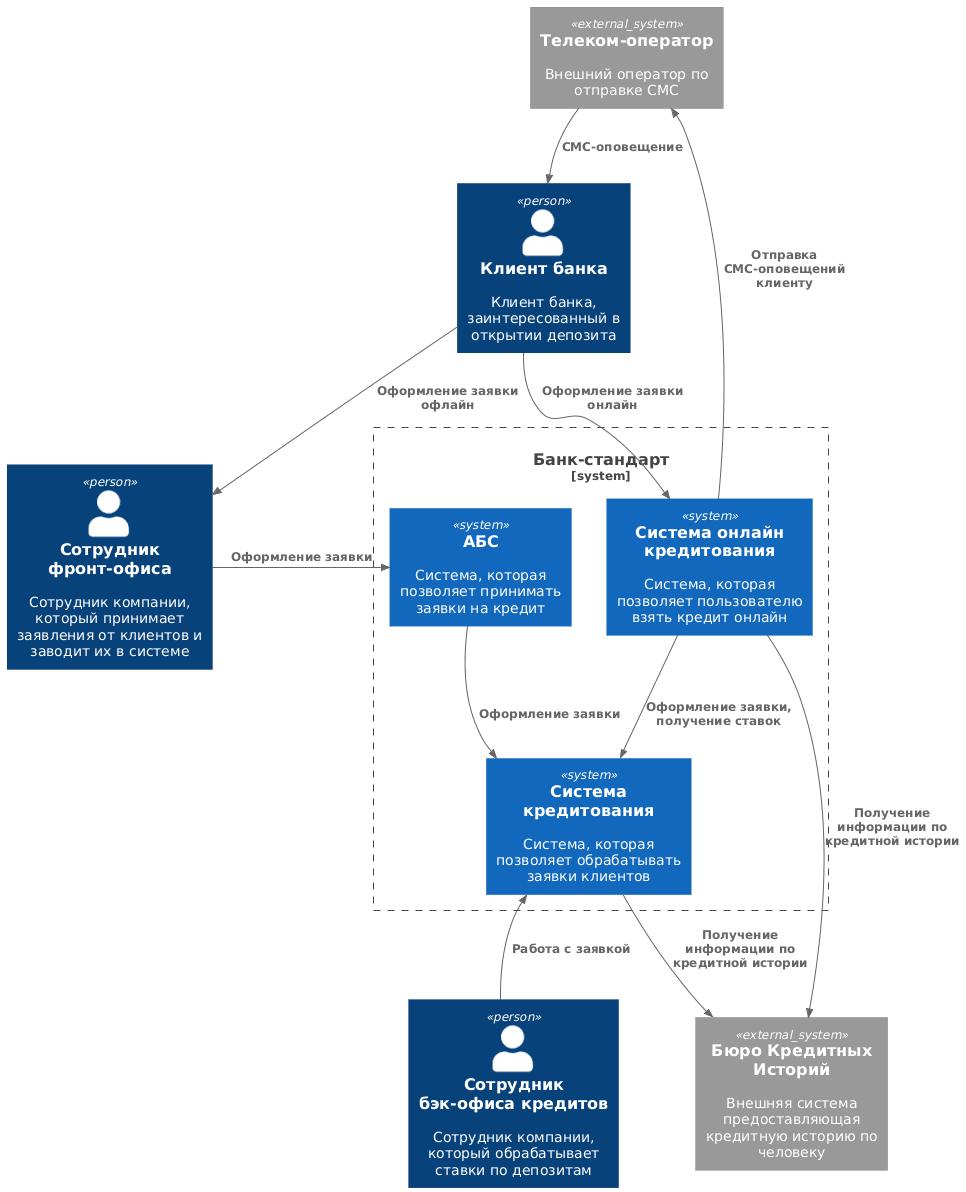 «external_system»
Телеком-оператор
Внешний оператор по
отправке СМС
СМС-оповещение
«person»
Клиент банка
Клиент банка,
заинтересованный в
открытии депозита
Отправка
СМС-оповещений
клиенту
Оформление заявки
офлайн
Оформление заявки
онлайн
Банк-стандарт
[system]
«person»
Сотрудник
фронт-офиса
Сотрудник компании,
который принимает
заявления от клиентов и
заводит их в системе
Оформление заявки
«system»
АБС
Система, которая
позволяет принимать
заявки на кредит
«system»
Система онлайн
кредитования
Система, которая
позволяет пользователю
взять кредит онлайн
Оформление заявки
Оформление заявки,
получение ставок
«system»
Система
кредитования
Система, которая
позволяет обрабатывать
заявки клиентов
Получение
информации по
кредитной истории
Работа с заявкой
Получение
информации по
кредитной истории
«person»
Сотрудник
бэк-офиса кредитов
Сотрудник компании,
который обрабатывает
ставки по депозитам
«external_system»
Бюро Кредитных
Историй
Внешняя система
предоставляющая
кредитную историю по
человеку